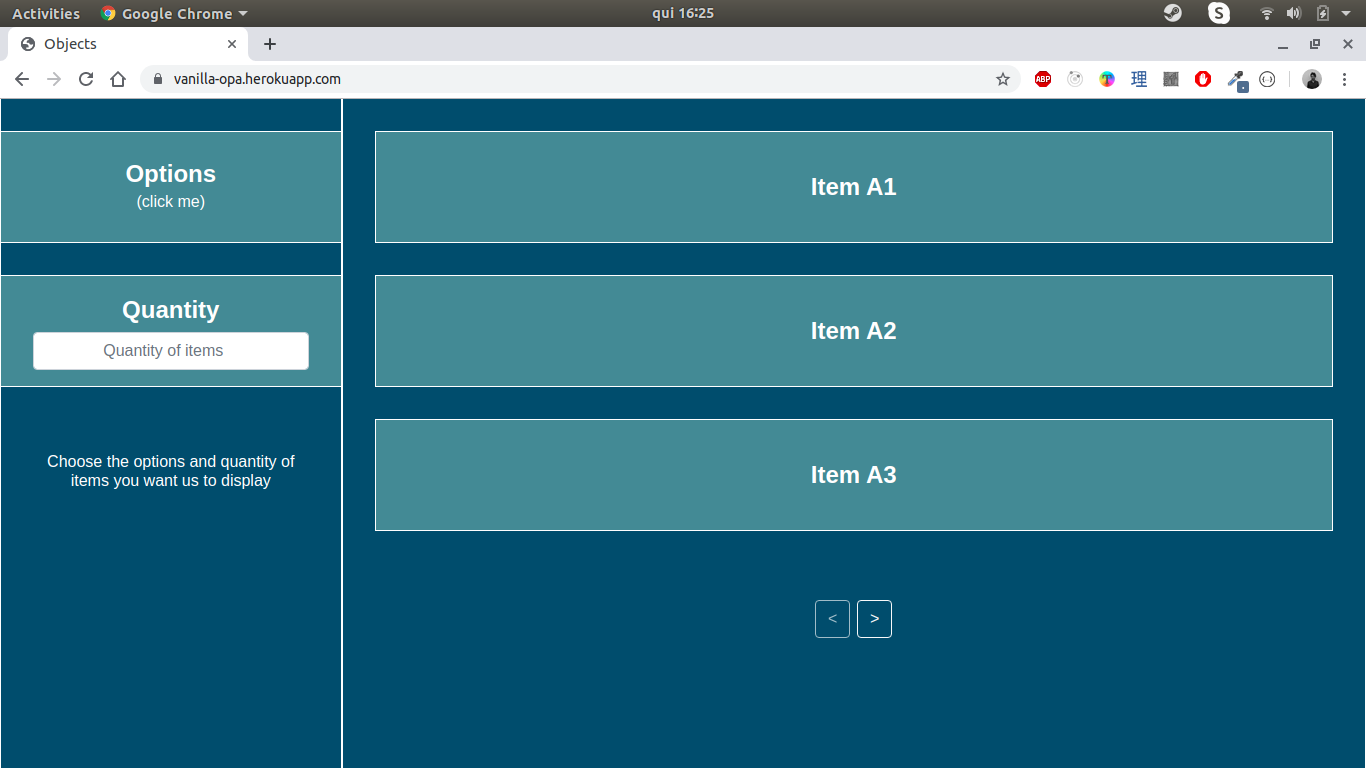 Activities Google Chrome qui 16:25 S
Objects
vanilla-opa.herokuapp.com ABP 理
Options
(click me)
Quantity
Quantity of items
Choose the options and quantity of
items you want us to display
Item A1
Item A2
Item A3
< >